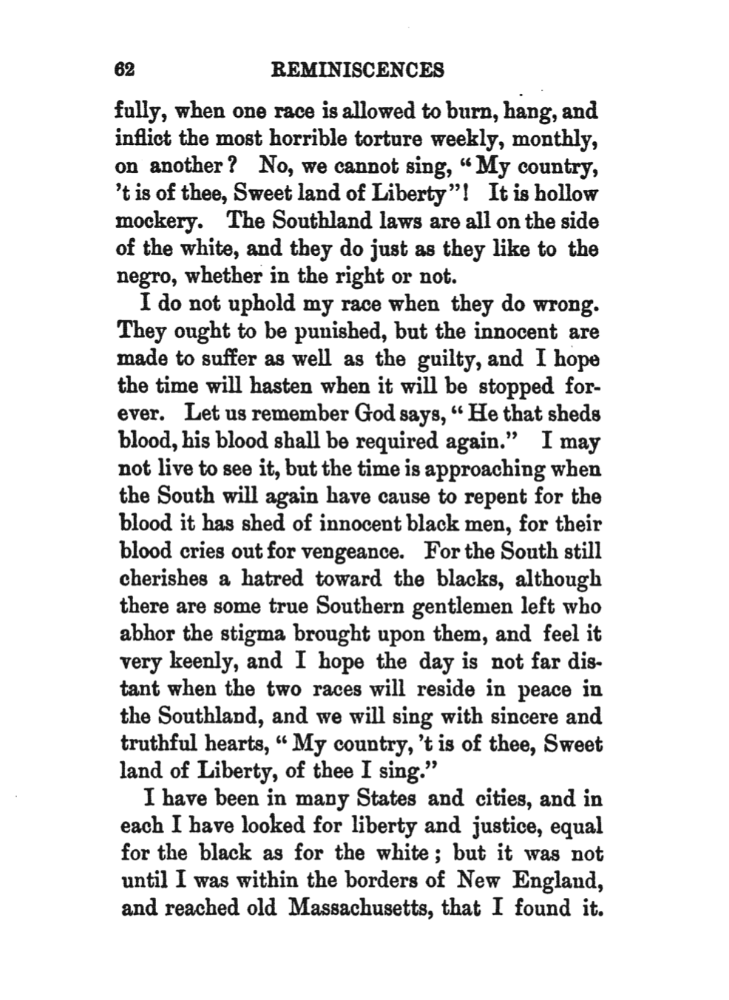 62 REMINISCENCES
fully, when one race is allowed to burn, hang, and
inflict the most horrible torture weekly, monthly,
on another? No, we cannot sing, “My country,
’t is of thee, Sweet land of Liberty”! It is hollow
mockery. The Southland laws are all on the side
of the white, and they do just as they like to the
negro, whether in the right or not.
I do not uphold my race when they do wrong.
They ought to be punished, but the innocent are
made to suffer as well as the guilty, and I hope
the time will hasten when it will be stopped for-
ever. Let us remember God says, “He that sheds
blood, his blood shall be required again.” I may
not live to see it, but the time is approaching when
the South will again have cause to repent for the
blood it has shed of innocent black men, for their
blood cries out for vengeance. For the South still
cherishes a hatred toward the blacks, although
there are some true Southern gentlemen left who
abhor the stigma brought upon them, and feel it
very keenly, and I hope the day is not far dis-
tant when the two races will reside in peace in
the Southland, and we will sing with sincere and
truthful hearts, “My country, ’t is of thee, Sweet
land of Liberty, of thee I sing.”
I have been in many States and cities, and in
each I have looked for liberty and justice, equal
for the black as for the white; but it was not
until I was within the borders of New England,
and reached old Massachusetts, that I found it.